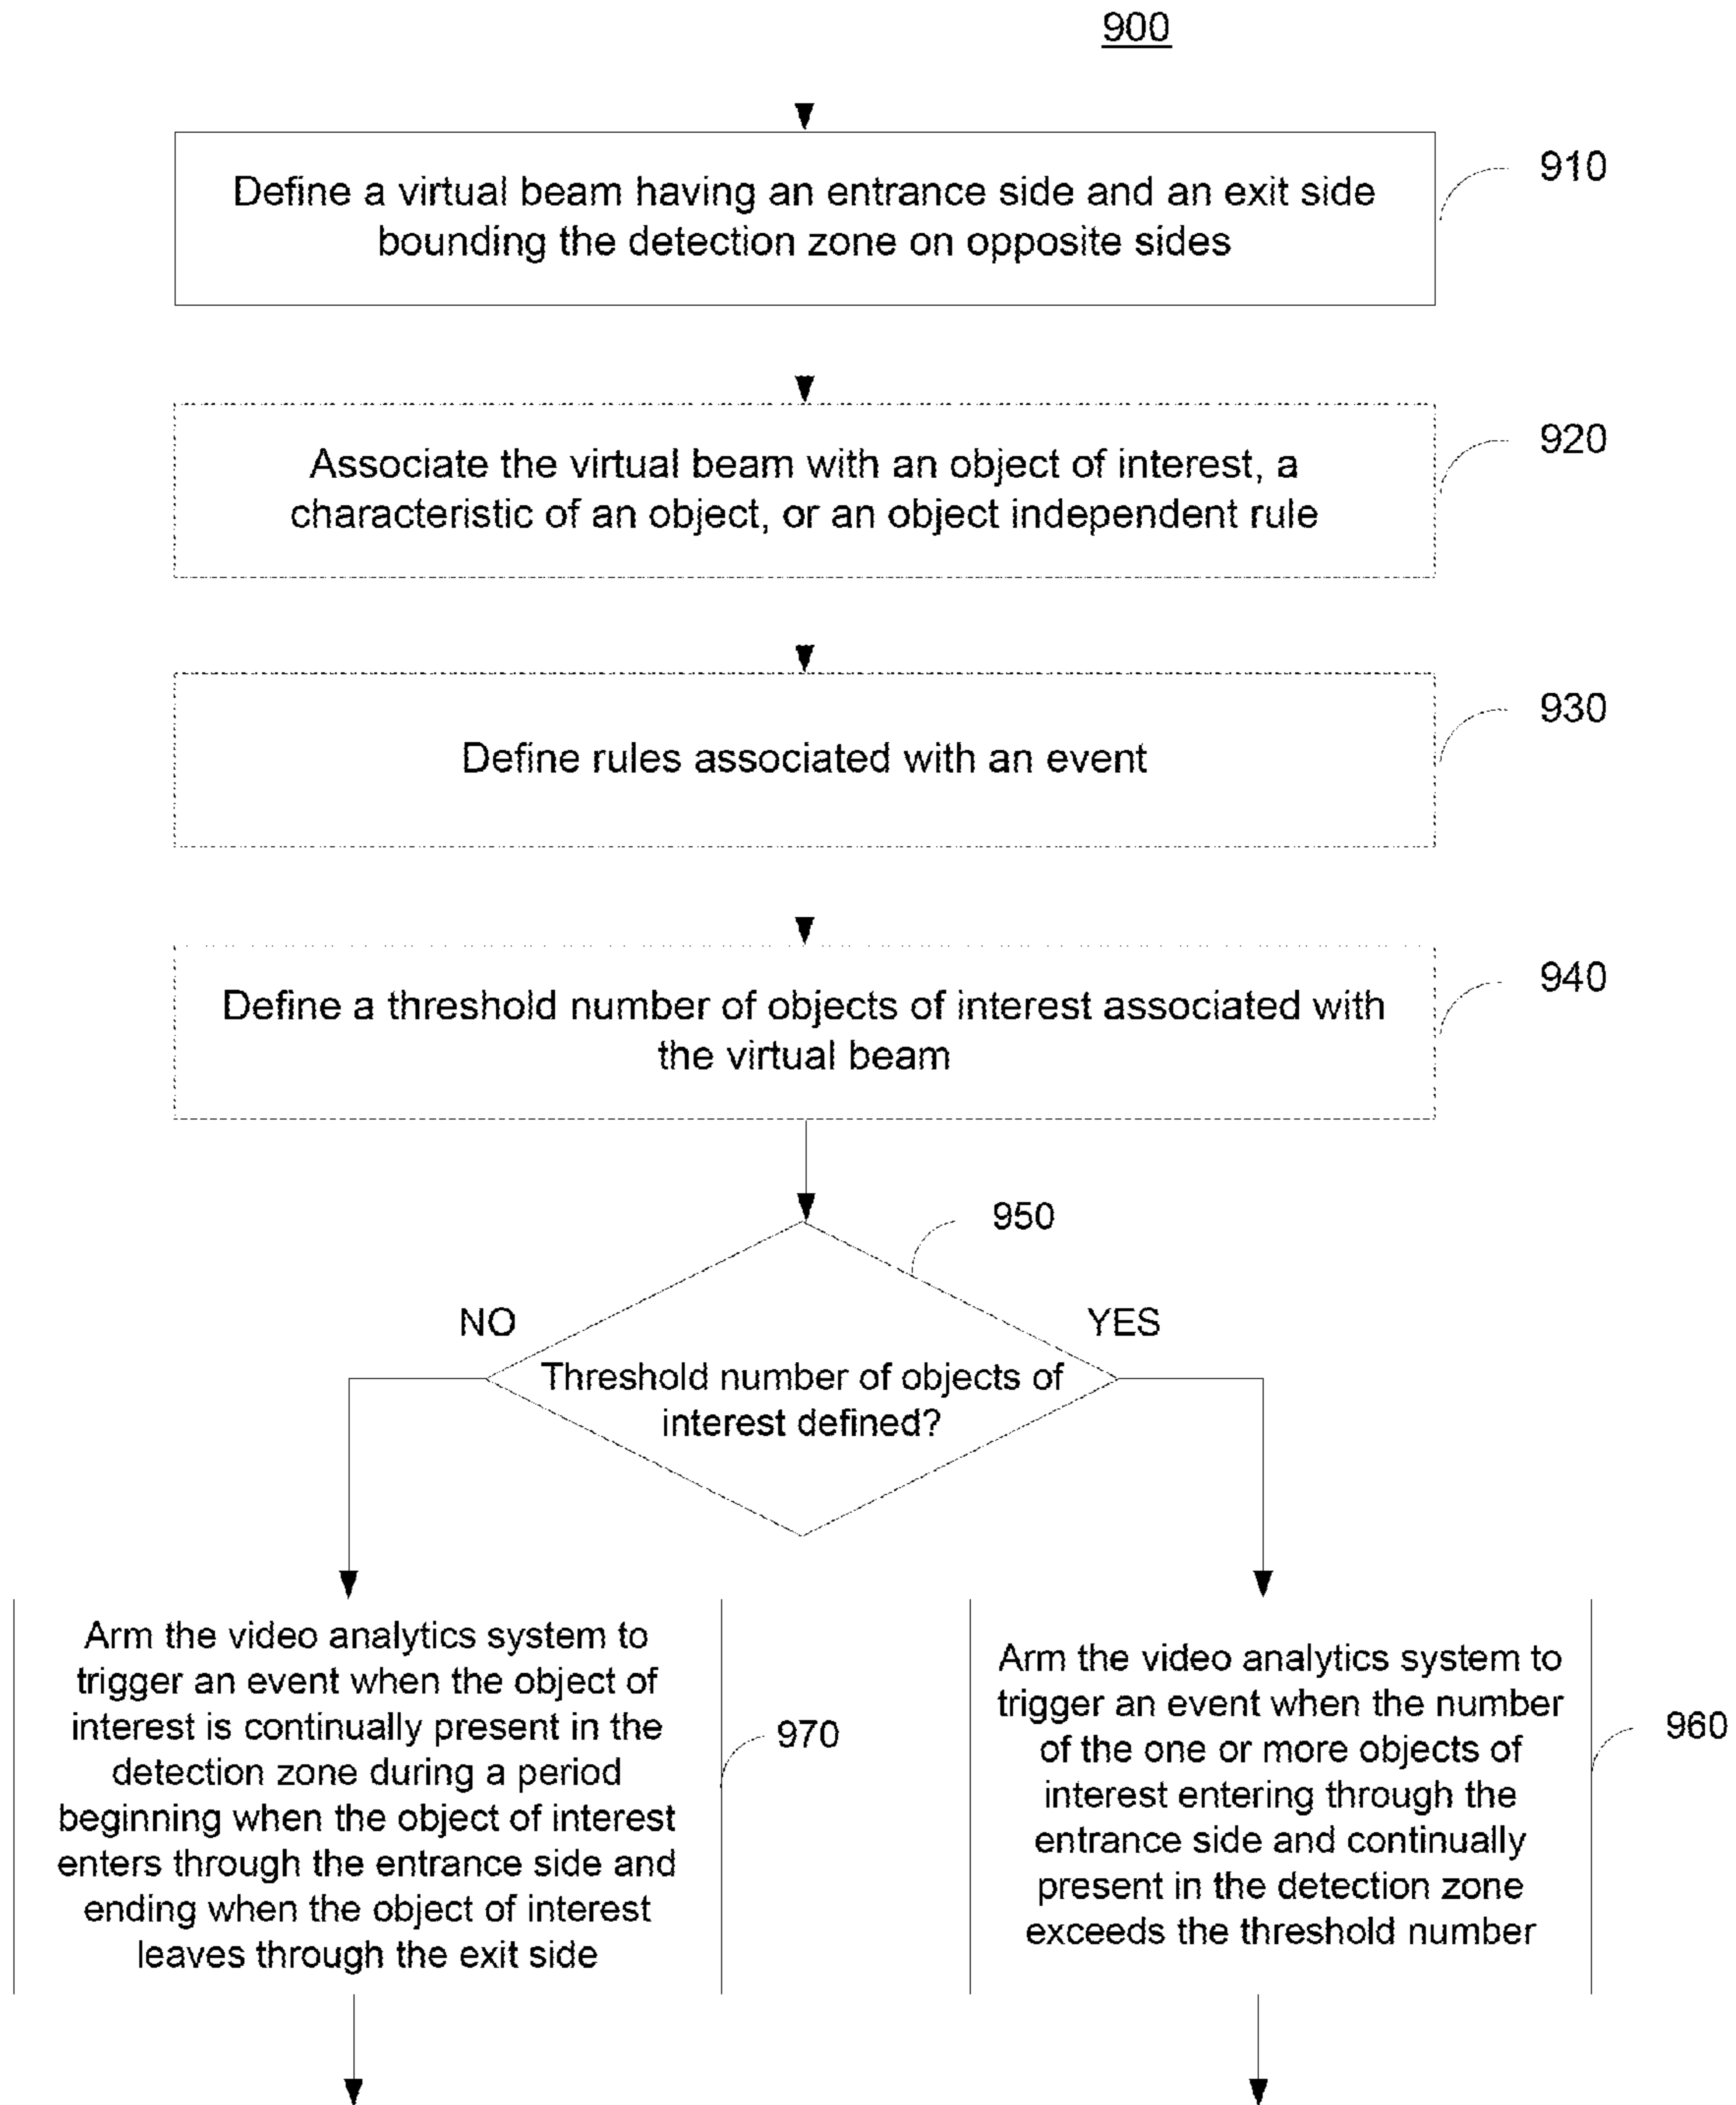 900
Define a virtual beam having an entrance side and an exit side
bounding the detection zone on opposite sides
910
Associate the virtual beam with an object of interest, a
characteristic of an object, or an object independent rule
920
Define rules associated with an event
930
Define a threshold number of objects of interest associated with
the virtual beam
940
950
NO
YES
Threshold number of objects of
interest defined?
Arm the video analytics system to
trigger an event when the object of
interest is continually present in the
detection zone during a period
beginning when the object of interest
enters through the entrance side and
ending when the object of interest
leaves through the exit side
970
Arm the video analytics system to
trigger an event when the number
of the one or more objects of
interest entering through the
entrance side and continually
present in the detection zone
exceeds the threshold number
960